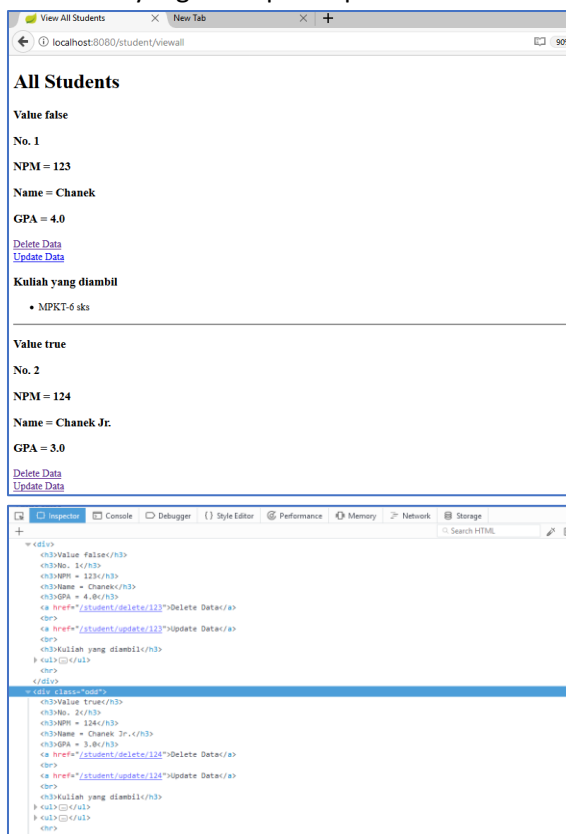 View All Students
New Tab
localhost:8080/student/viewall
All Students
Value false
No. 1
NPM = 123
Name = Chanek
GPA = 4.0
Delete Data
Update Data
Kuliah yang diambil
• MPKT-6 sks
Value true
No. 2
NPM = 124
Name = Chanek Jr.
GPA = 3.0
Delete Data
Update Data
Inspector Console Debugger { } Style Editor Performance Memory Network Storage
+ Search HTML
<div>
<h3>Value false</h3>
<h3>No. 1</h3>
<h3>NPM = 123</h3>
<h3>Name = Chanek</h3>
<h3>GPA = 4.0</h3>
<a href="/student/delete/123">Delete Data</a>
<br>
<a href="/student/update/123">Update Data</a>
<br>
<h3>Kuliah yang diambil</h3>
<ul></ul>
<hr>
</div>
<div class="odd">
<h3>Value true</h3>
<h3>No. 2</h3>
<h3>NPM = 124</h3>
<h3>Name = Chanek Jr.</h3>
<h3>GPA = 3.0</h3>
<a href="/student/delete/124">Delete Data</a>
<br>
<a href="/student/update/124">Update Data</a>
<br>
<h3>Kuliah yang diambil</h3>
<ul></ul>
<ul></ul>
<hr>